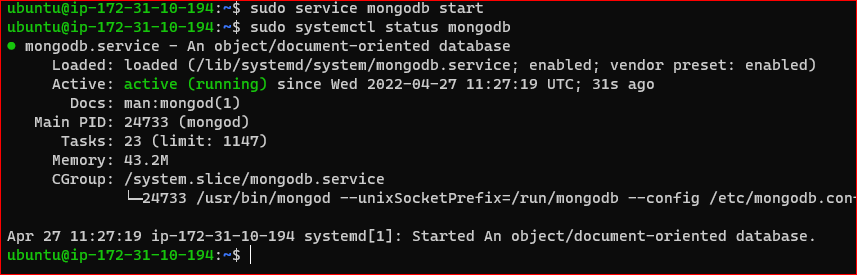 ubuntu@ip-172-31-10-194:~$ sudo service mongodb start
ubuntu@ip-172-31-10-194:~$ sudo systemctl status mongodb
● mongodb.service - An object/document-oriented database
     Loaded: loaded (/lib/systemd/system/mongodb.service; enabled; vendor preset: enabled)
     Active: active (running) since Wed 2022-04-27 11:27:19 UTC; 31s ago
       Docs: man:mongod(1)
   Main PID: 24733 (mongod)
      Tasks: 23 (limit: 1147)
     Memory: 43.2M
     CGroup: /system.slice/mongodb.service
             └─24733 /usr/bin/mongod --unixSocketPrefix=/run/mongodb --config /etc/mongodb.con

Apr 27 11:27:19 ip-172-31-10-194 systemd[1]: Started An object/document-oriented database.
ubuntu@ip-172-31-10-194:~$